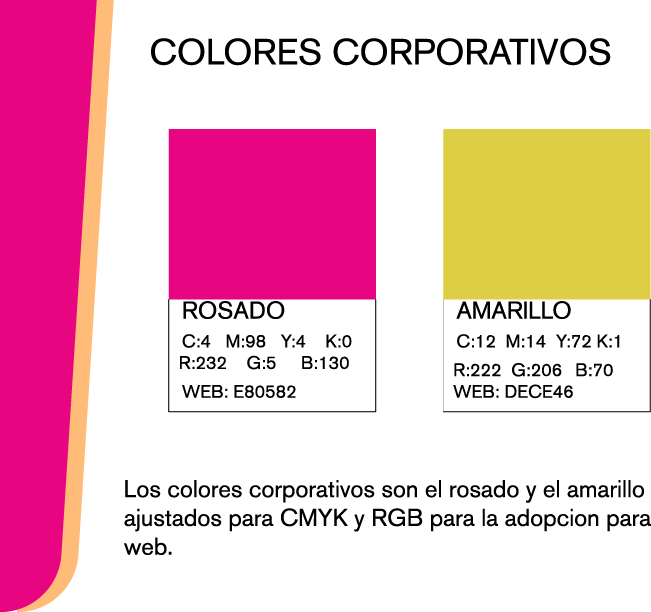 COLORES CORPORATIVOS
ROSADO
C:4 M:98 Y:4 K:0
R:232 G:5 B:130
WEB: E80582
AMARILLO
C:12 M:14 Y:72 K:1
R:222 G:206 B:70
WEB: DECE46
Los colores corporativos son el rosado y el amarillo
ajustados para CMYK y RGB para la adopcion para
web.